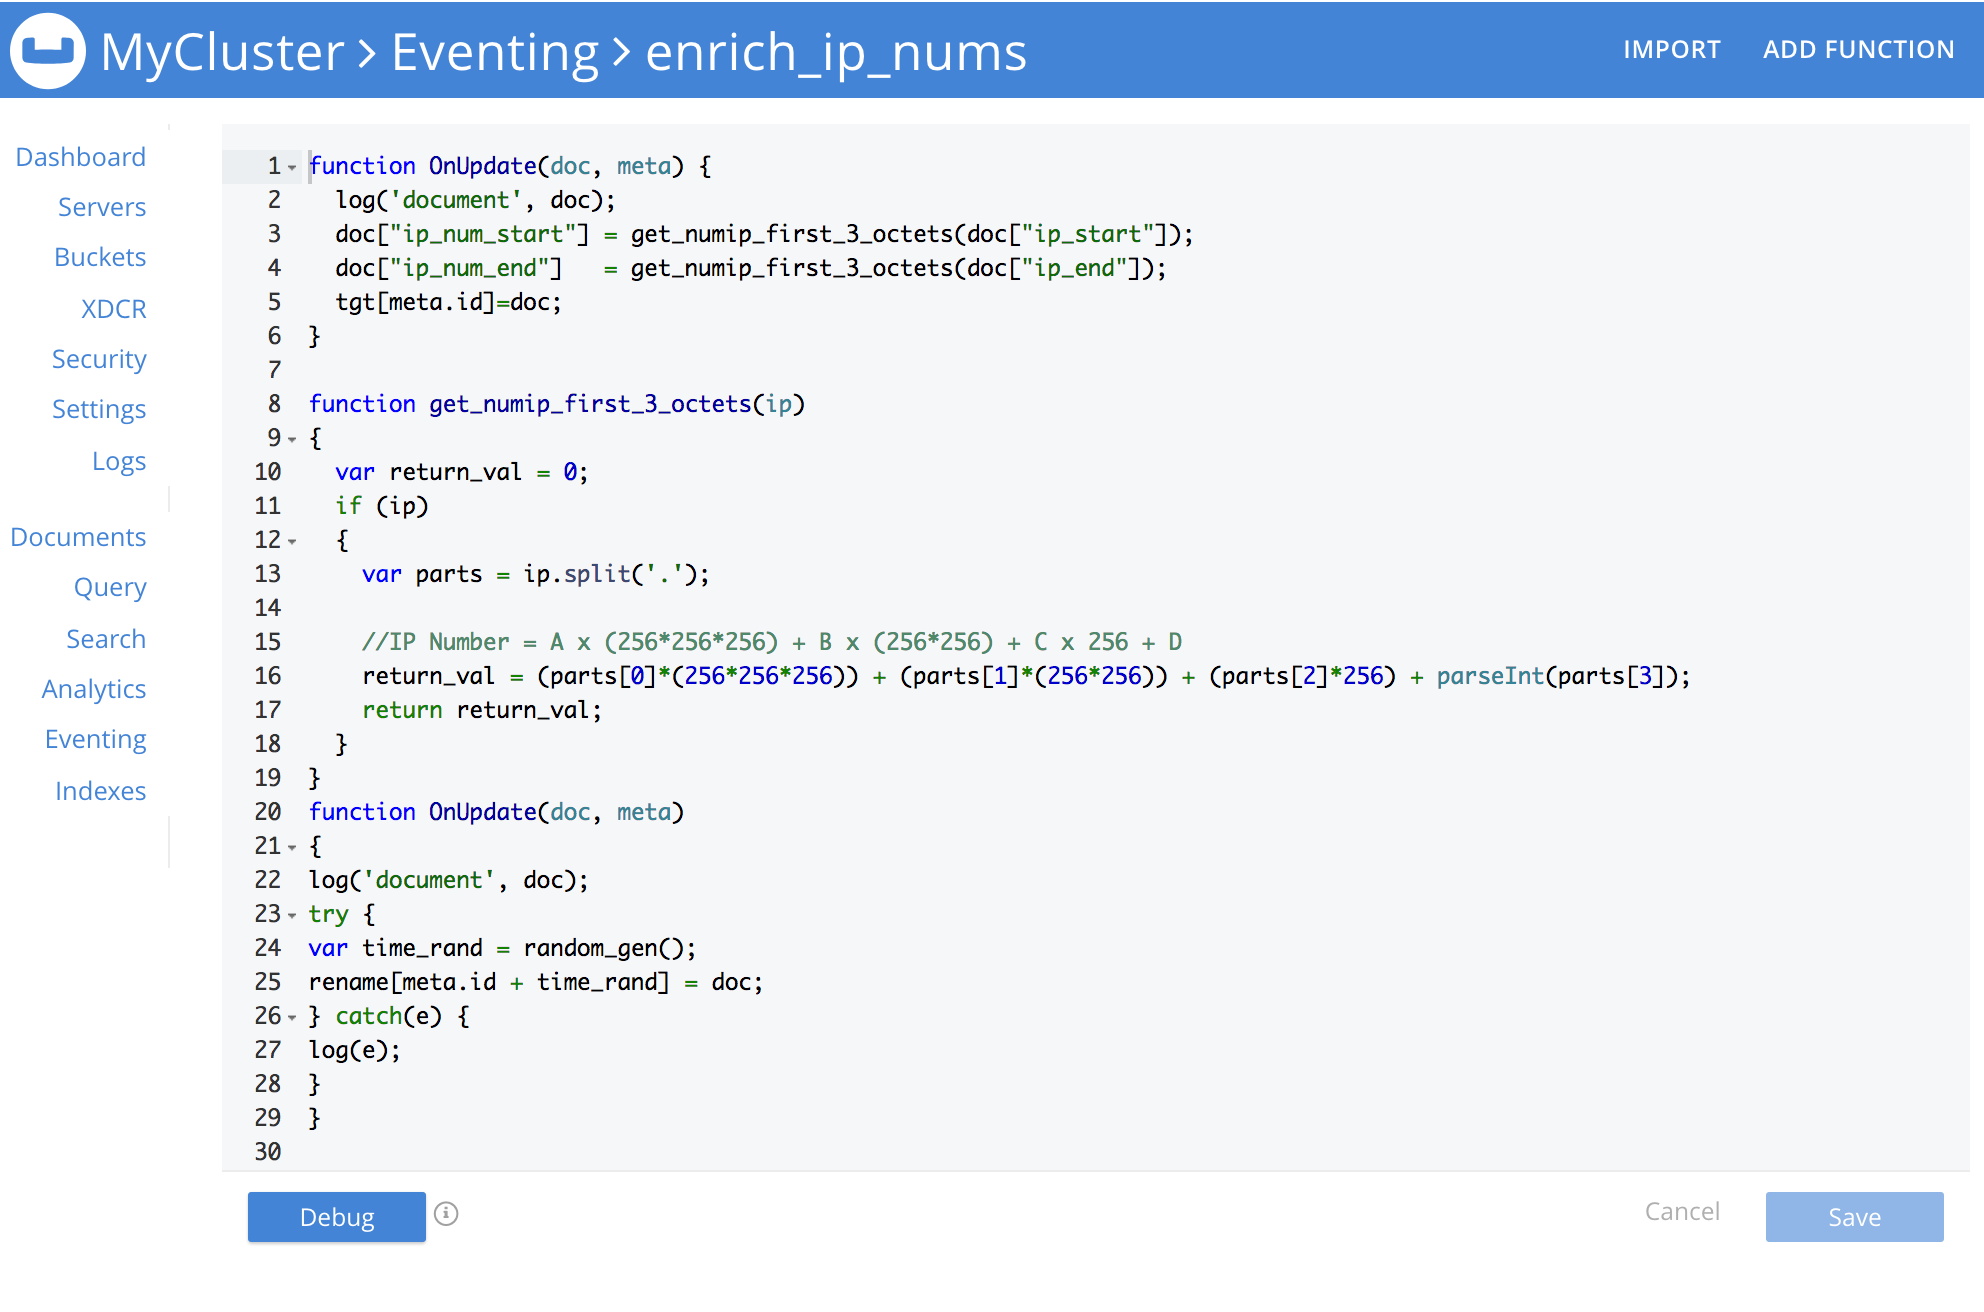 MyCluster > Eventing > enrich_ip_nums
IMPORT
ADD FUNCTION
Dashboard
Servers
Buckets
XDCR
Security
Settings
Logs
Documents
Query
Search
Analytics
Eventing
Indexes
1 function OnUpdate(doc, meta) {
2   log('document', doc);
3   doc["ip_num_start"] = get_numip_first_3_octets(doc["ip_start"]);
4   doc["ip_num_end"]   = get_numip_first_3_octets(doc["ip_end"]);
5   tgt[meta.id]=doc;
6 }
7
8 function get_numip_first_3_octets(ip)
9 {
10   var return_val = 0;
11   if (ip)
12   {
13     var parts = ip.split('.');
14
15     //IP Number = A x (256*256*256) + B x (256*256) + C x 256 + D
16     return_val = (parts[0]*(256*256*256)) + (parts[1]*(256*256)) + (parts[2]*256) + parseInt(parts[3]);
17     return return_val;
18   }
19 }
20 function OnUpdate(doc, meta)
21 {
22 log('document', doc);
23 try {
24 var time_rand = random_gen();
25 rename[meta.id + time_rand] = doc;
26 } catch(e) {
27 log(e);
28 }
29 }
30
Debug
Cancel
Save